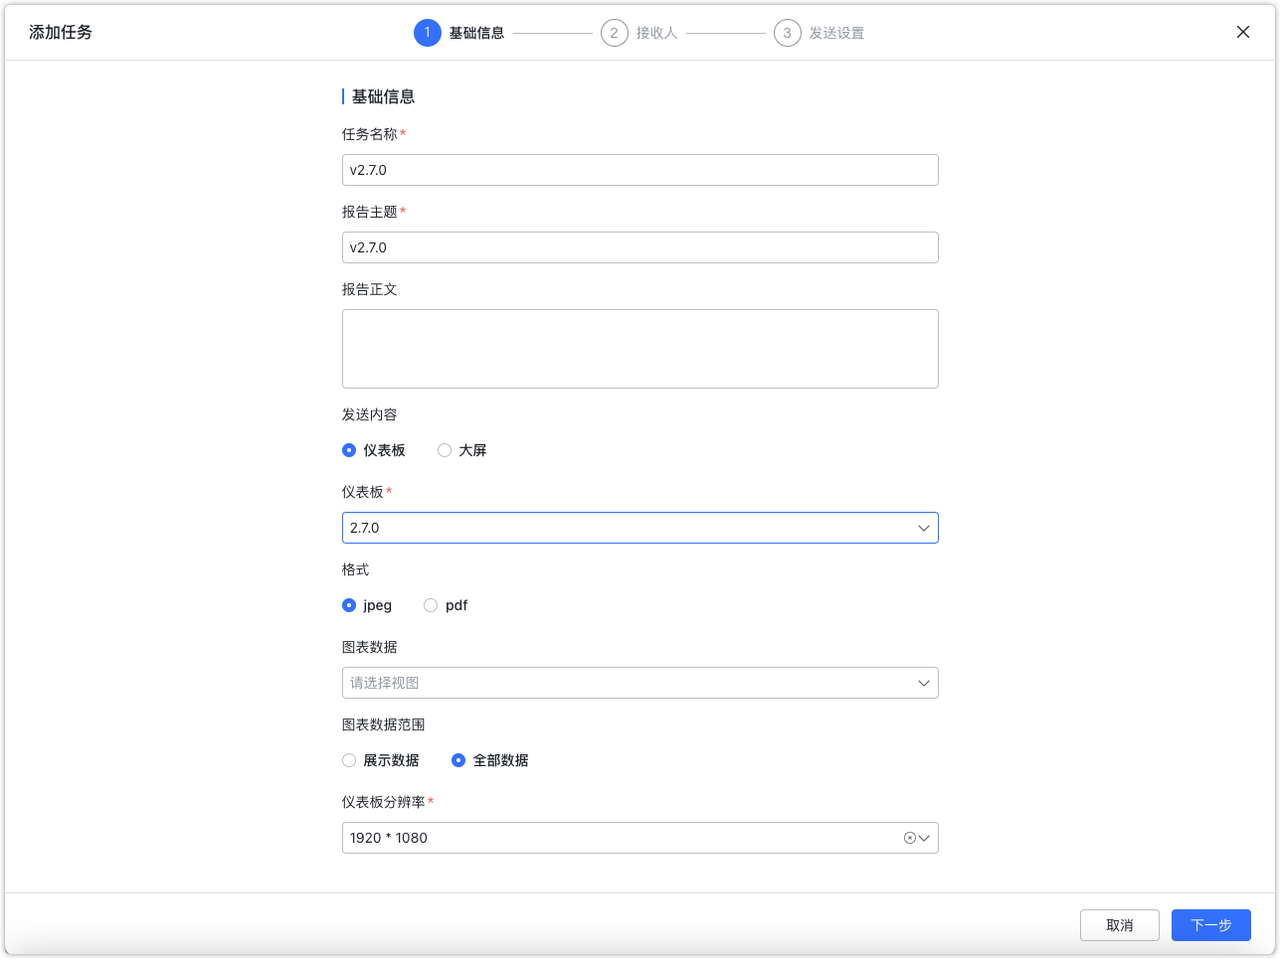 添加任务
1 基础信息 2 接收人 3 发送设置
基础信息
任务名称*
v2.7.0
报告主题*
v2.7.0
报告正文
发送内容
仪表板 大屏
仪表板*
2.7.0
格式
jpeg pdf
图表数据
请选择视图
图表数据范围
展示数据 全部数据
仪表板分辨率*
1920 * 1080
取消 下一步